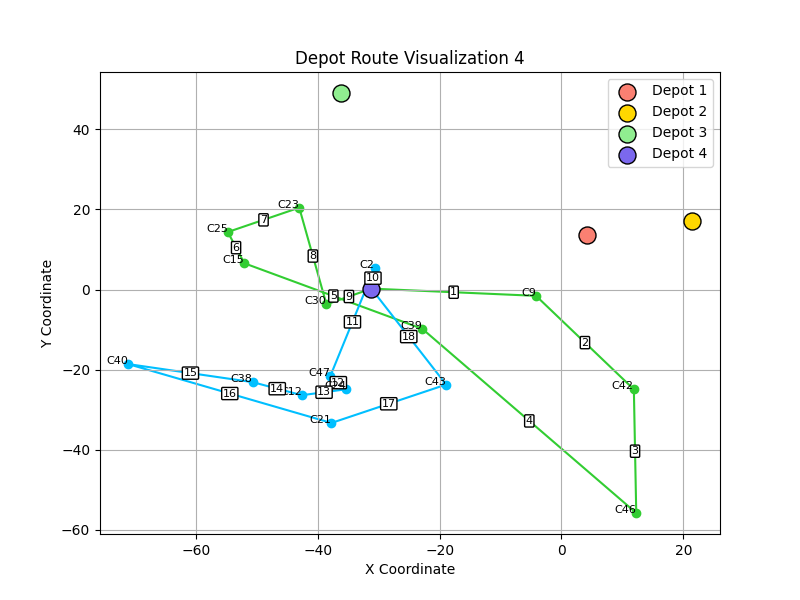 Depot Route Visualization 4
Depot 1
Depot 2
Depot 3
Depot 4
Y Coordinate
40
20
0
−20
−40
−60
−60
−40
−20
0
20
X Coordinate
C23
7
C25
6
C15
8
C2
10
5
9
C30
1
C9
11
C39
18
2
C40
15
C38
C47
14
13
16
C43
C42
17
C21
4
3
C46